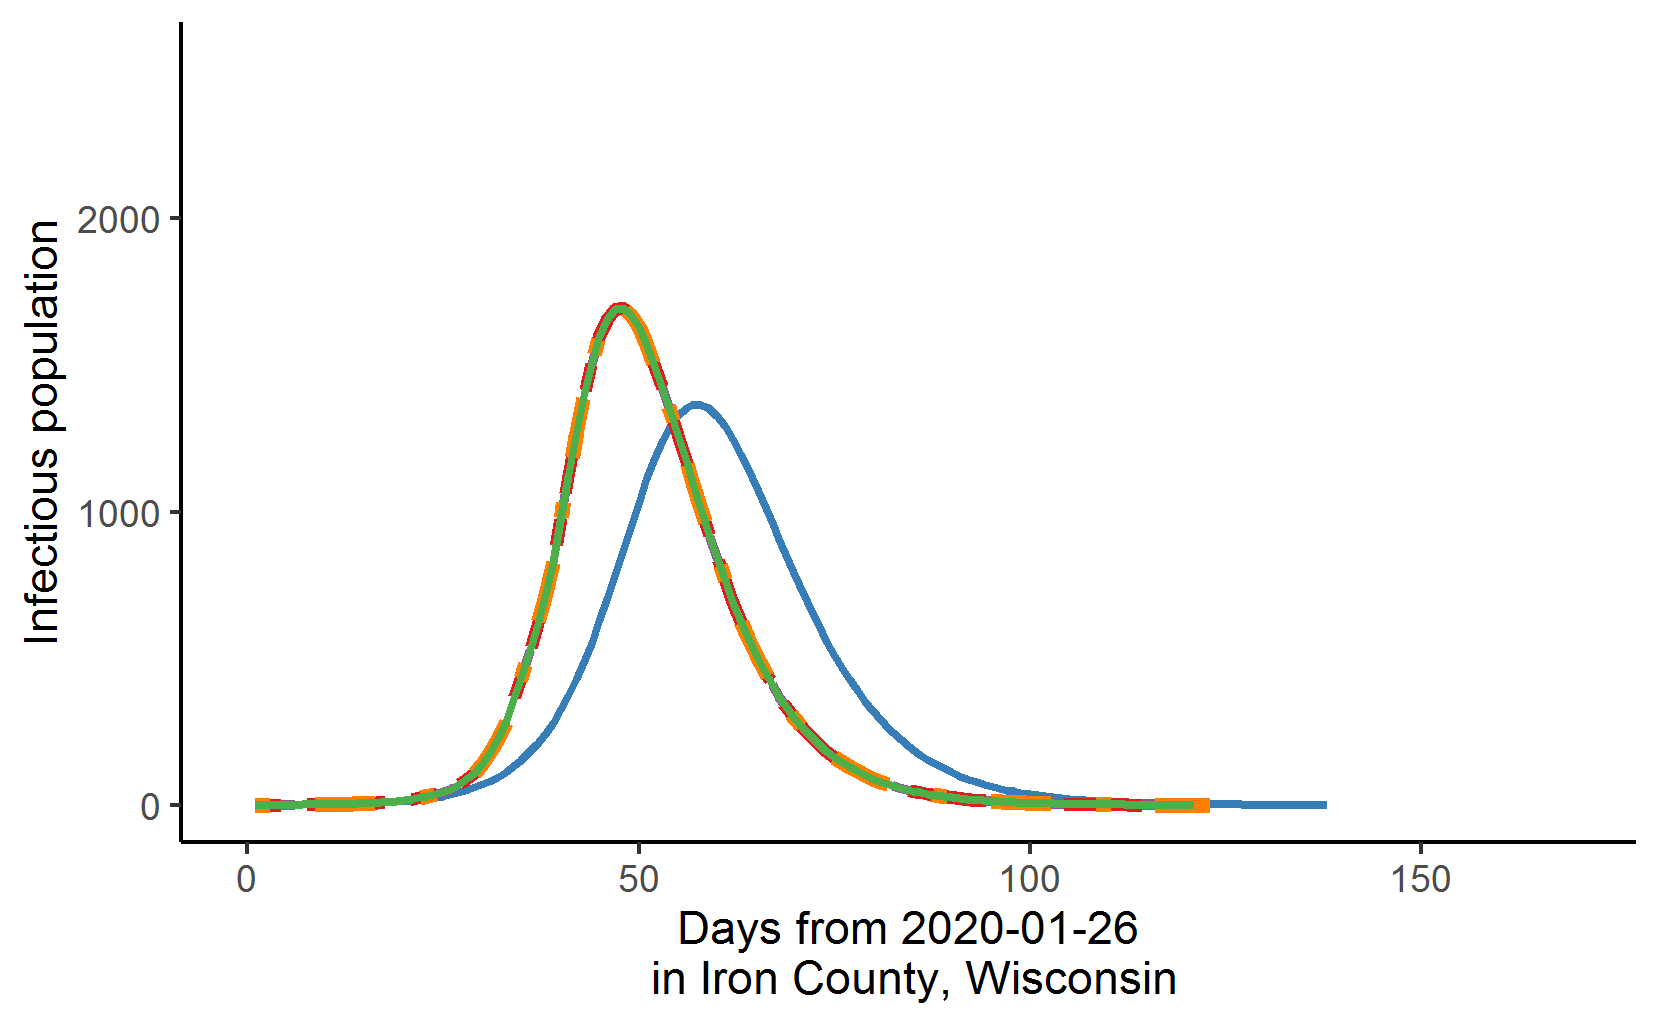 Infectious population
2000
1000
0
0 50 100 150
Days from 2020-01-26
in Iron County, Wisconsin